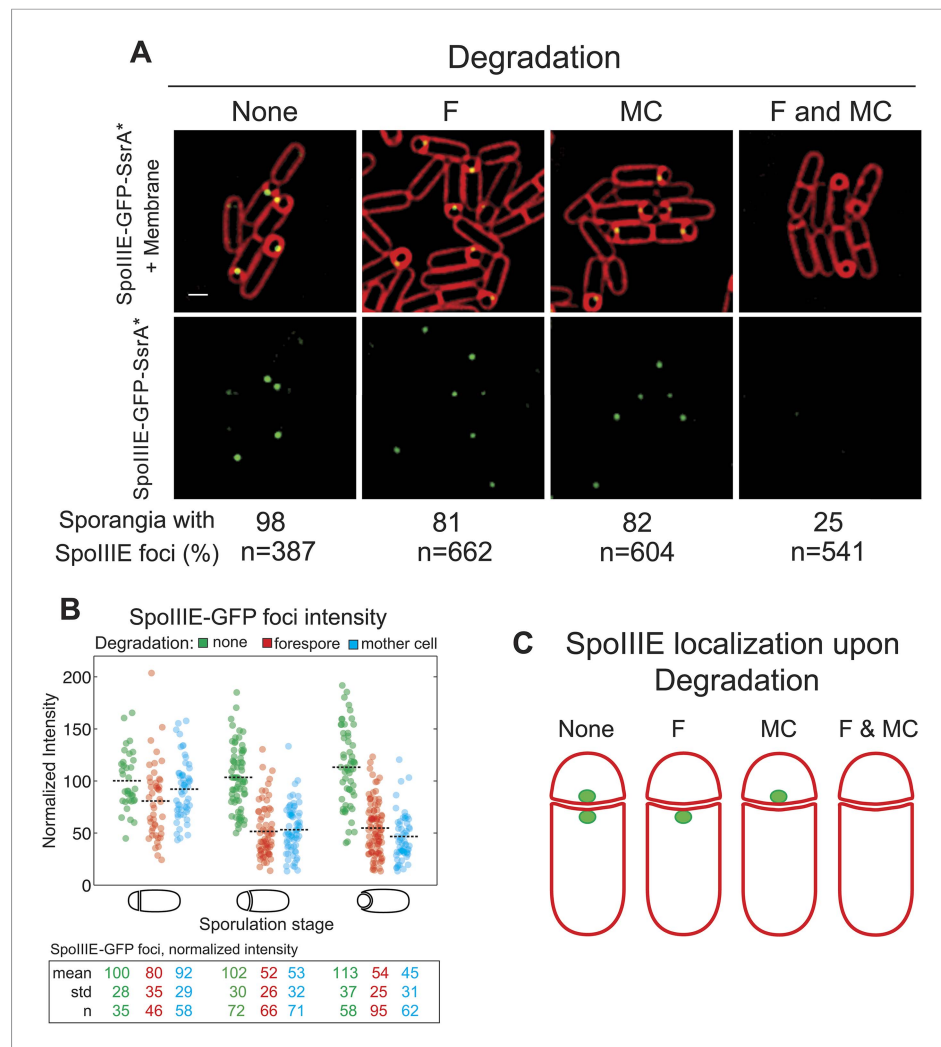 A
Degradation
None F MC F and MC
SpoIIIE-GFP-SsrA*
+ Membrane
SpoIIIE-GFP-SsrA*
Sporangia with 98 81 82 25
SpoIIIE foci (%) n=387 n=662 n=604 n=541
B
SpoIIIE-GFP foci intensity
Degradation: none forespore mother cell
Normalized Intensity
200
150
100
50
0
Sporulation stage
SpoIIIE-GFP foci, normalized intensity
mean 100 80 92 102 52 53 113 54 45
std 28 35 29 30 26 32 37 25 31
n 35 46 58 72 66 71 58 95 62
C
SpoIIIE localization upon
Degradation
None F MC F & MC